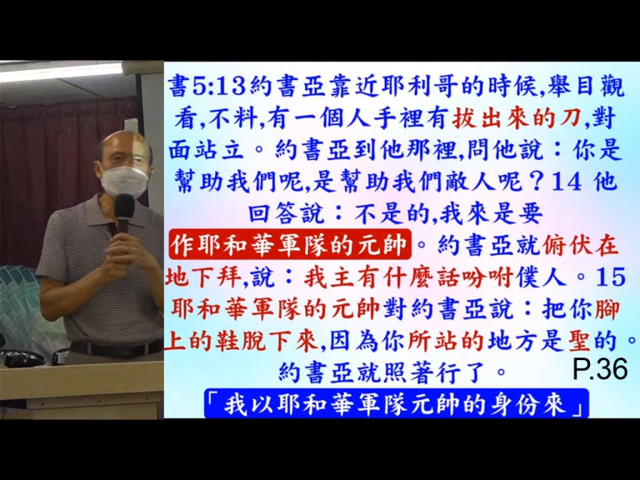 書5:13約書亞靠近耶利哥的時候,舉目觀
看,不料,有一個人手裡有拔出來的刀,對
面站立。約書亞到他那裡,問他說：你是
幫助我們呢,是幫助我們敵人呢？14 他
回答說：不是的,我來是要
作耶和華軍隊的元帥。約書亞就俯伏在
地下拜,說：我主有什麼話吩咐僕人。15
耶和華軍隊的元帥對約書亞說：把你腳
上的鞋脫下來,因為你所站的地方是聖的。
約書亞就照著行了。
P.36
「我以耶和華軍隊元帥的身份來」